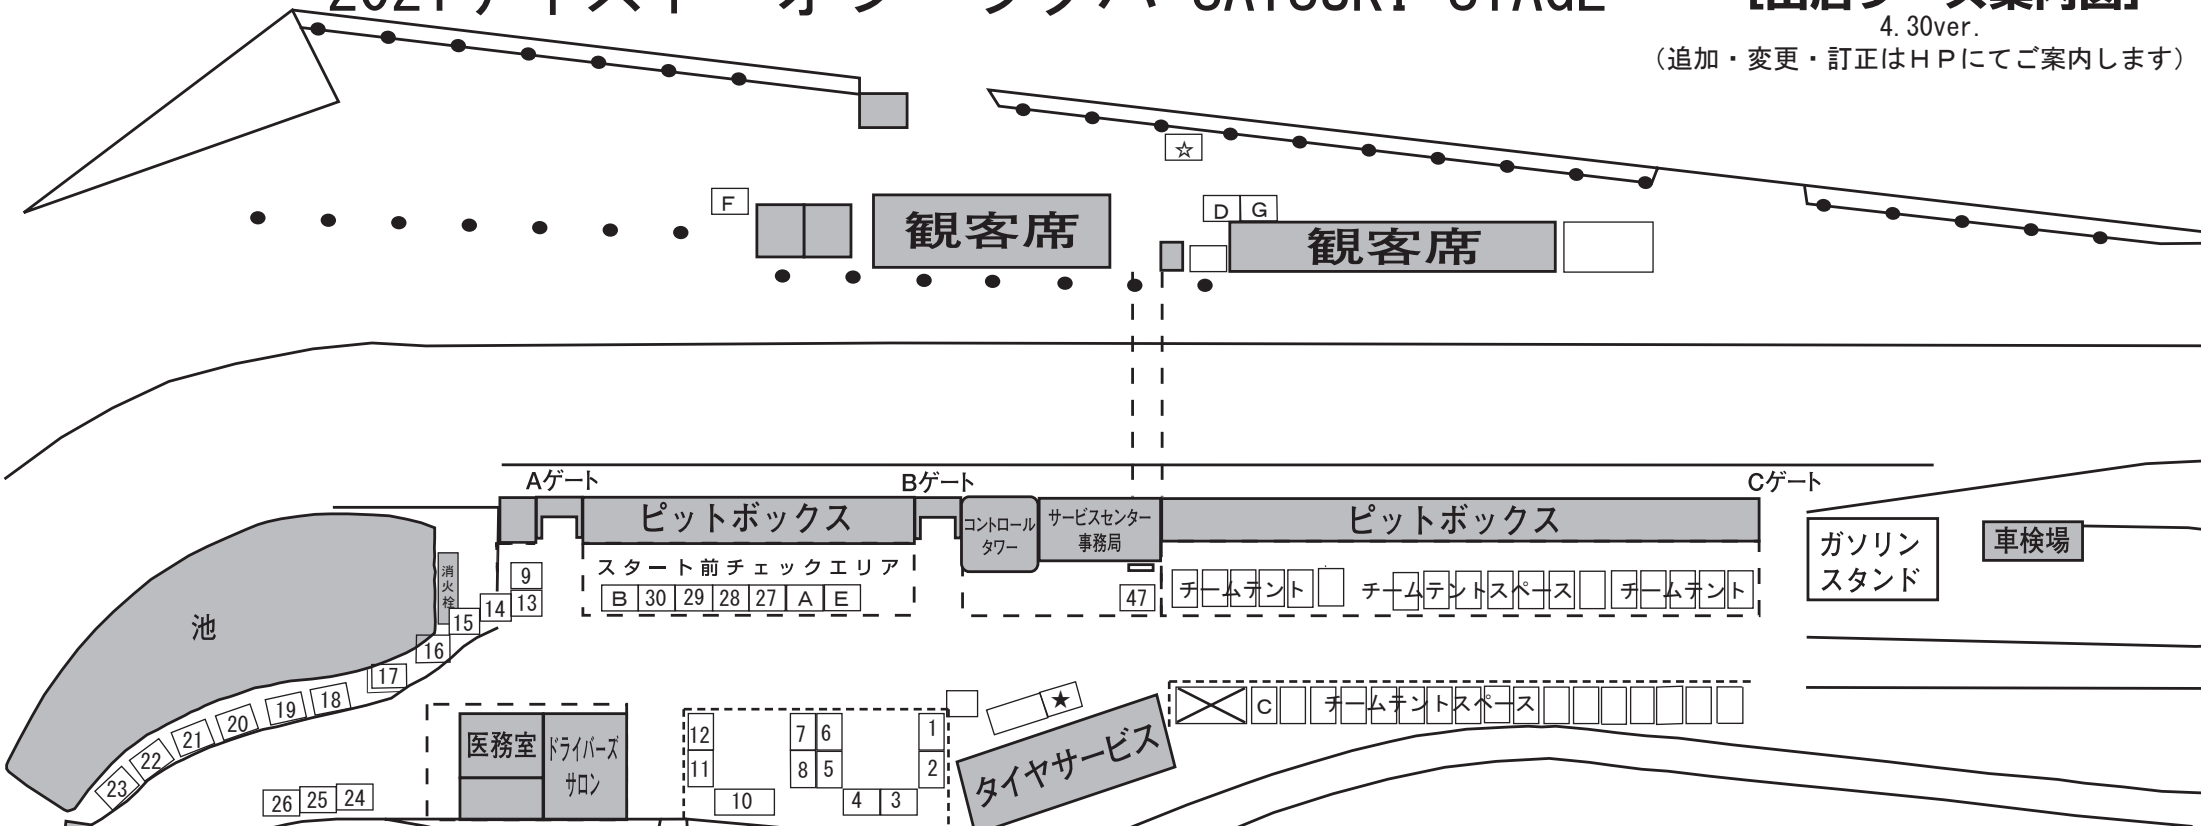 4.30ver.
（追加・変更・訂正はＨＰにてご案内します）
☆
F
D G
観客席
観客席
Aゲート
Bゲート
Cゲート
ピットボックス
コントロール
タワー
サービスセンター
事務局
ピットボックス
ガソリン
スタンド
車検場
消火栓
スタート前チェックエリア
9
13
14
15
16
17
18
19
20
21
22
23
B 30 29 28 27 A E
47
チームテント
チームテントスペース
チームテント
池
C
チームテントスペース
★
タイヤサービス
医務室
ドライバーズ
サロン
12
11
10
7 6
8 5
4 3
1
2
26 25 24